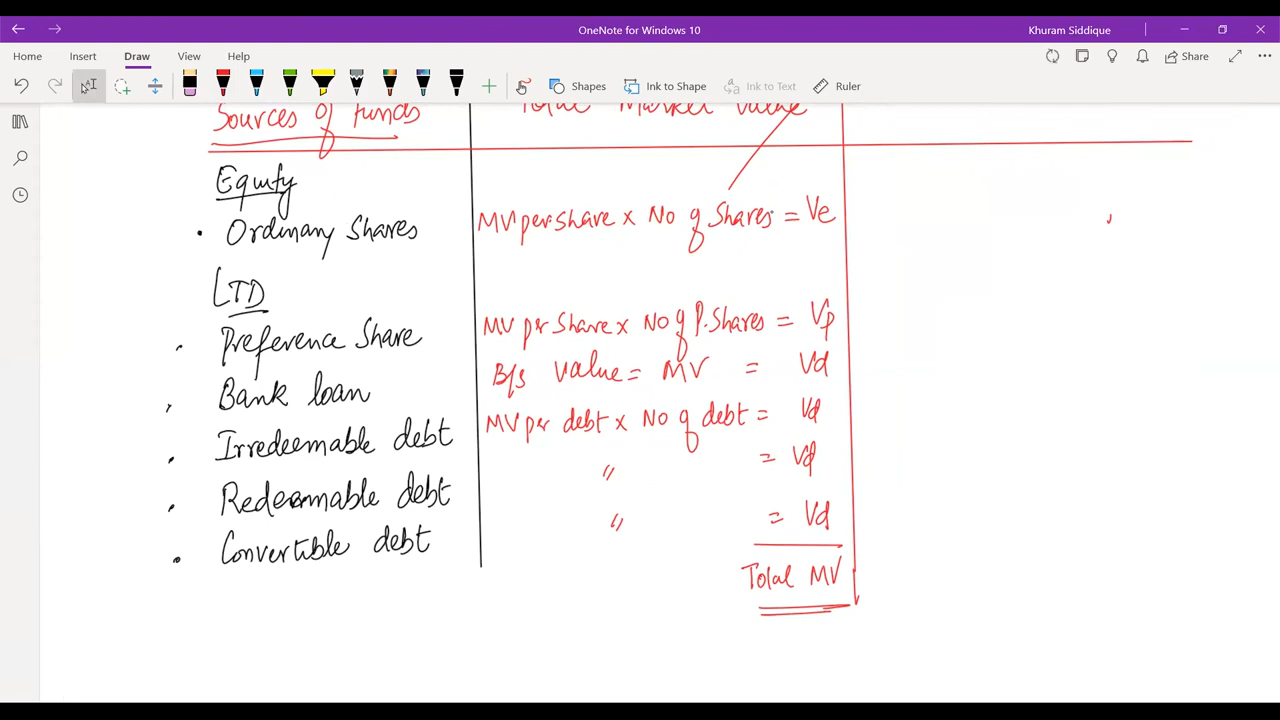 OneNote for Windows 10
Khuram Siddique
Home Insert Draw View Help
Share
Shapes Ink to Shape Ink to Text Ruler
Sources of funds Total Market Value
Equity
• Ordinary Shares MV per share x No of Shares = Ve
LTD
Preference Share MV per Share x No of P. Shares = Vp
Bank loan B/s value = MV = Vd
Irredeemable debt MV per debt x No of debt = Vd
Redeemable debt " = Vd
Convertible debt " = Vd
Total MV